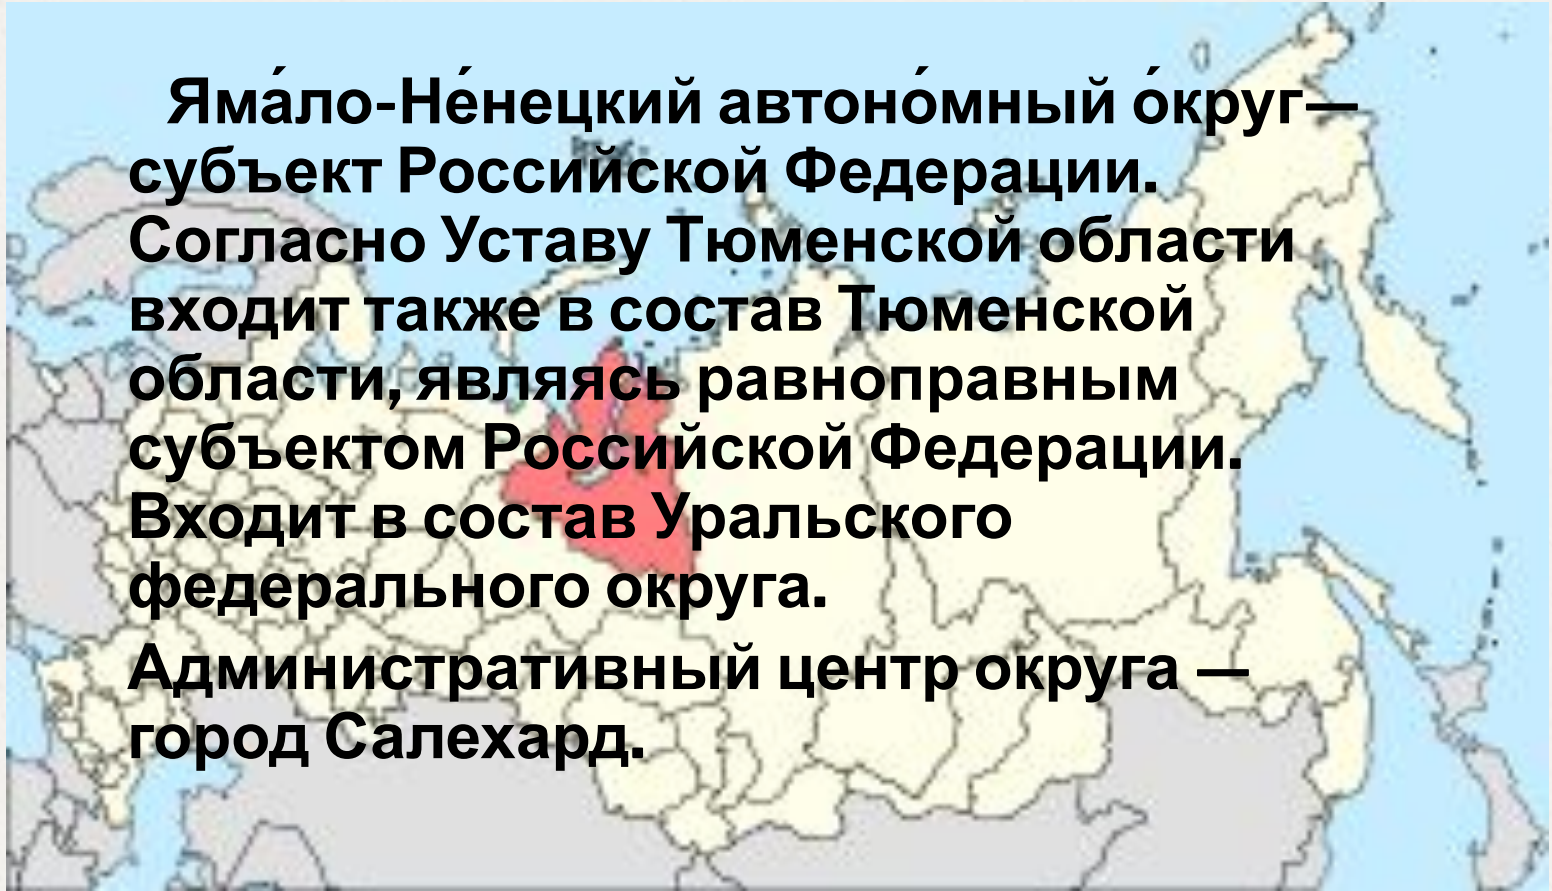 Яма́ло-Не́нецкий автоно́мный о́круг—
субъект Российской Федерации.
Согласно Уставу Тюменской области
входит также в состав Тюменской
области, являясь равноправным
субъектом Российской Федерации.
Входит в состав Уральского
федерального округа.
Административный центр округа —
город Салехард.